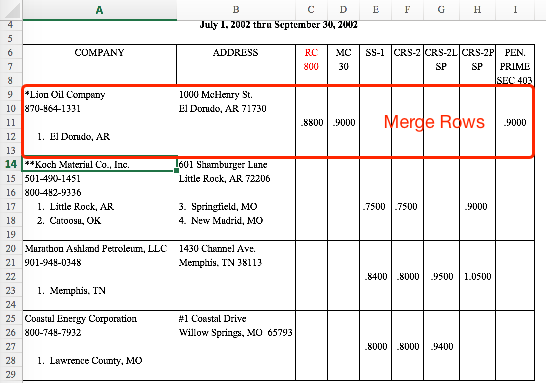 A B C D E F G H I
4 July 1, 2002 thru September 30, 2002
5
6 COMPANY ADDRESS RC MC SS-1 CRS-2 CRS-2L CRS-2P PEN.
7 800 30 SP SP PRIME
8 SEC 403
9 *Lion Oil Company 1000 McHenry St.
10 870-864-1331 El Dorado, AR 71730
11 .8800 .9000 Merge Rows .9000
12 1. El Dorado, AR
13
14 **Koch Material Co., Inc. 601 Shamburger Lane
15 501-490-1451 Little Rock, AR 72206
16 800-482-9336
17 1. Little Rock, AR 3. Springfield, MO .7500 .7500 .9000
18 2. Catoosa, OK 4. New Madrid, MO
19
20 Marathon Ashland Petroleum, LLC 1430 Channel Ave.
21 901-948-0348 Memphis, TN 38113
22 .8400 .8000 .9500 1.0500
23 1. Memphis, TN
24
25 Coastal Energy Corporation #1 Coastal Drive
26 800-748-7932 Willow Springs, MO 65793
27 .8000 .8000 .9400
28 1. Lawrence County, MO
29